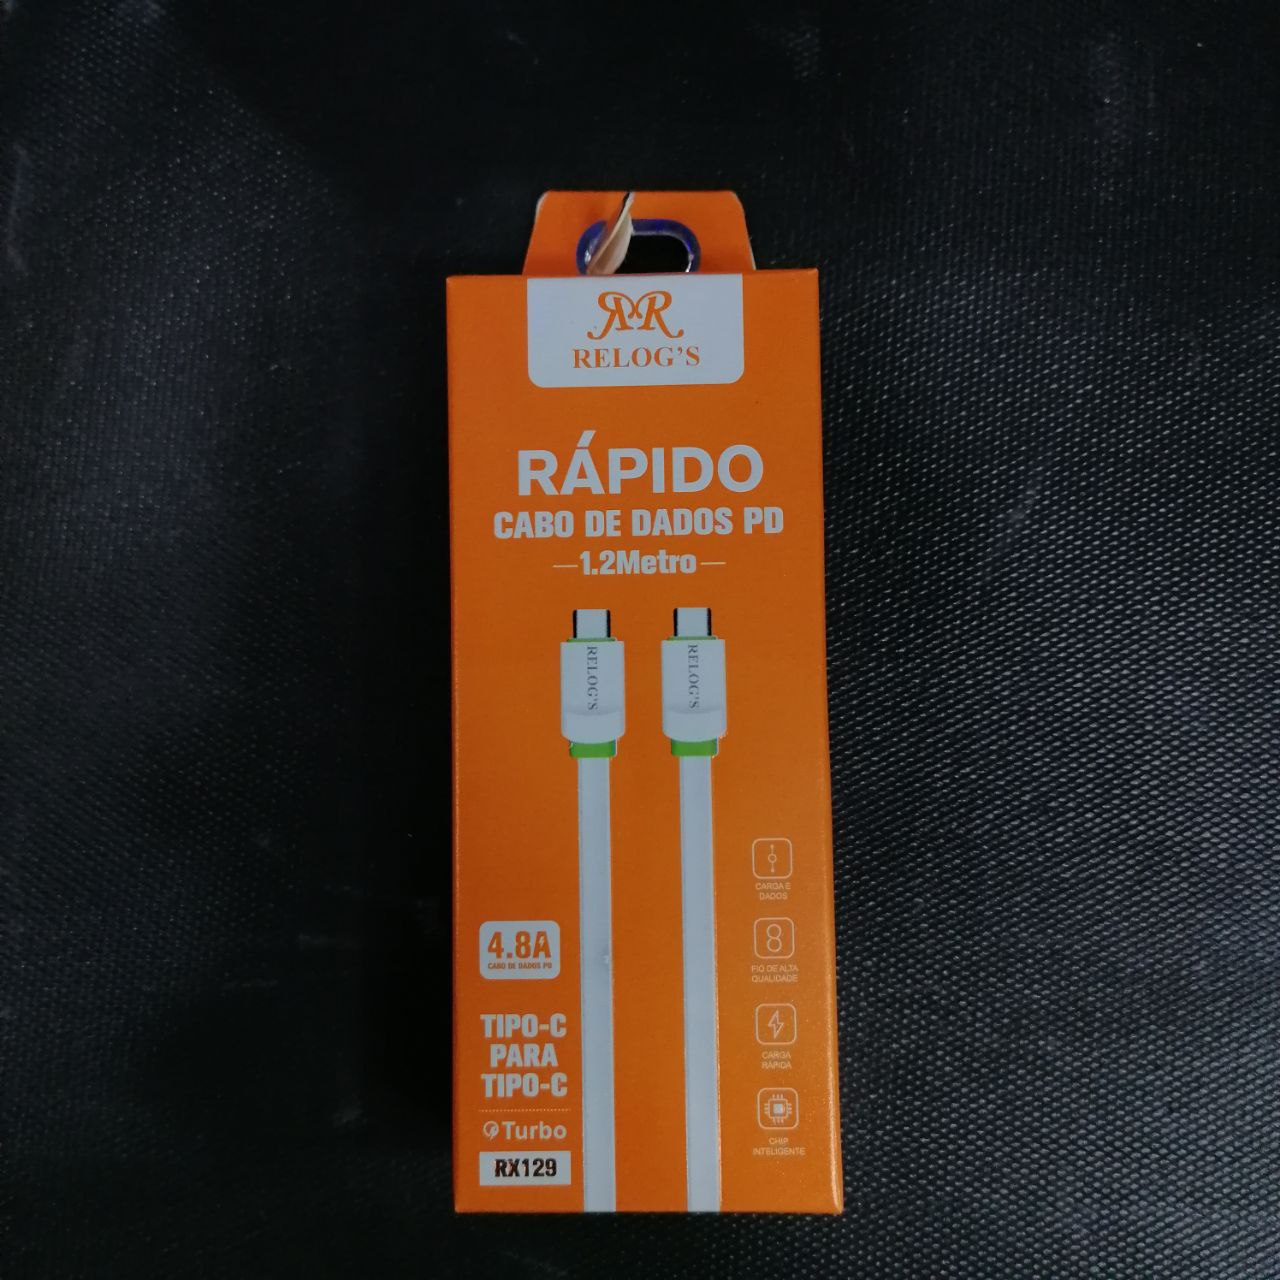 RELOG'S
RÁPIDO
CABO DE DADOS PD
1.2Metro
RELOG'S
RELOG'S
CARGA E
DADOS
FIO DE ALTA
QUALIDADE
CARGA
RÁPIDA
CHIP
INTELIGENTE
4.8A
CABO DE DADOS PD
TIPO-C
PARA
TIPO-C
Turbo
RX129